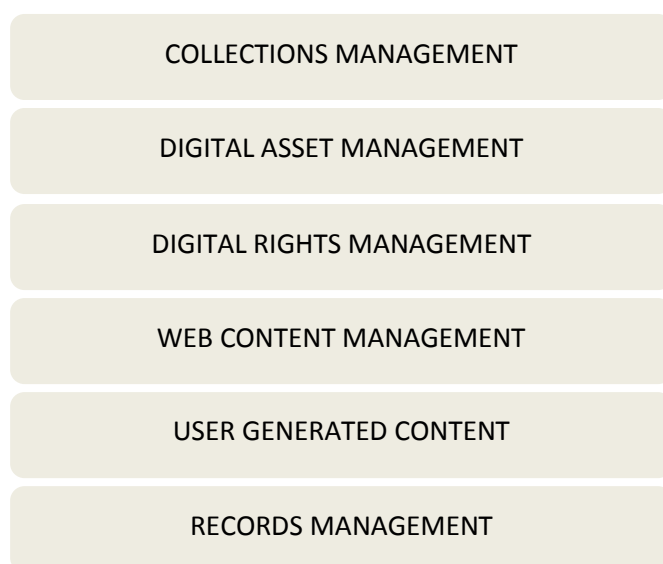 COLLECTIONS MANAGEMENT
DIGITAL ASSET MANAGEMENT
DIGITAL RIGHTS MANAGEMENT
WEB CONTENT MANAGEMENT
USER GENERATED CONTENT
RECORDS MANAGEMENT